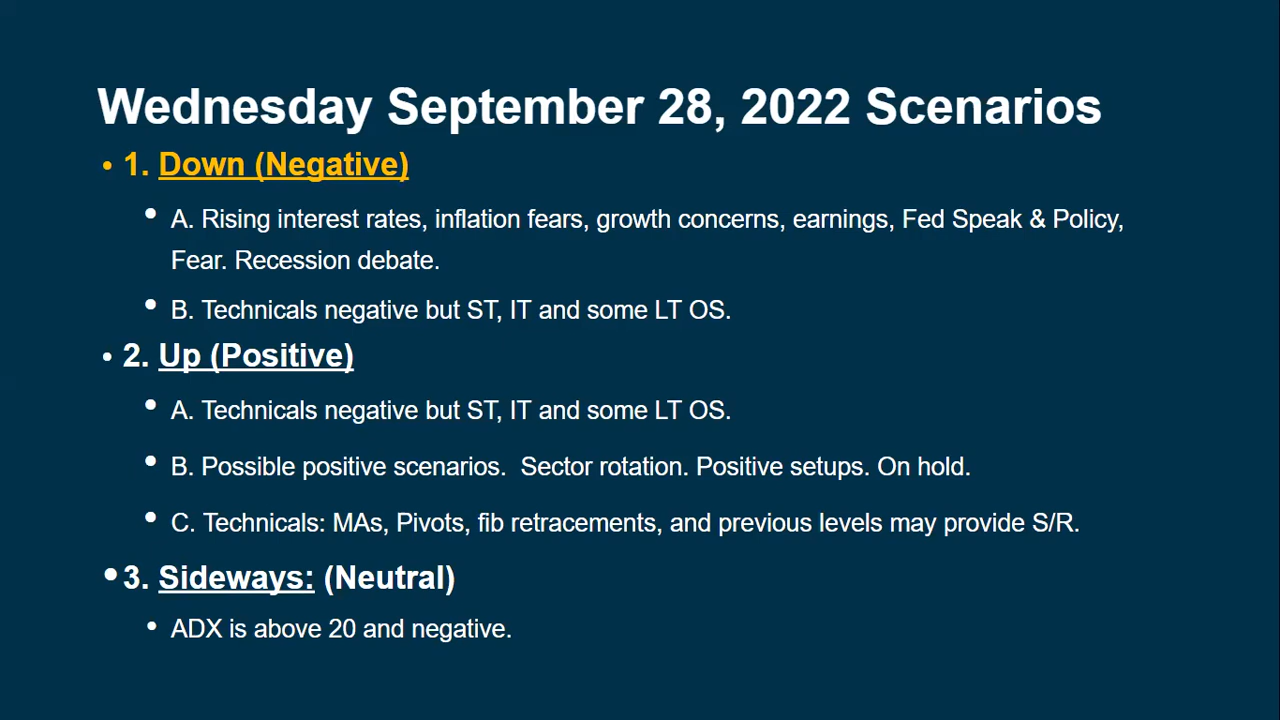 Wednesday September 28, 2022 Scenarios
• 1. Down (Negative)
• A. Rising interest rates, inflation fears, growth concerns, earnings, Fed Speak & Policy,
Fear. Recession debate.
• B. Technicals negative but ST, IT and some LT OS.
• 2. Up (Positive)
• A. Technicals negative but ST, IT and some LT OS.
• B. Possible positive scenarios.  Sector rotation. Positive setups. On hold.
• C. Technicals: MAs, Pivots, fib retracements, and previous levels may provide S/R.
• 3. Sideways: (Neutral)
• ADX is above 20 and negative.